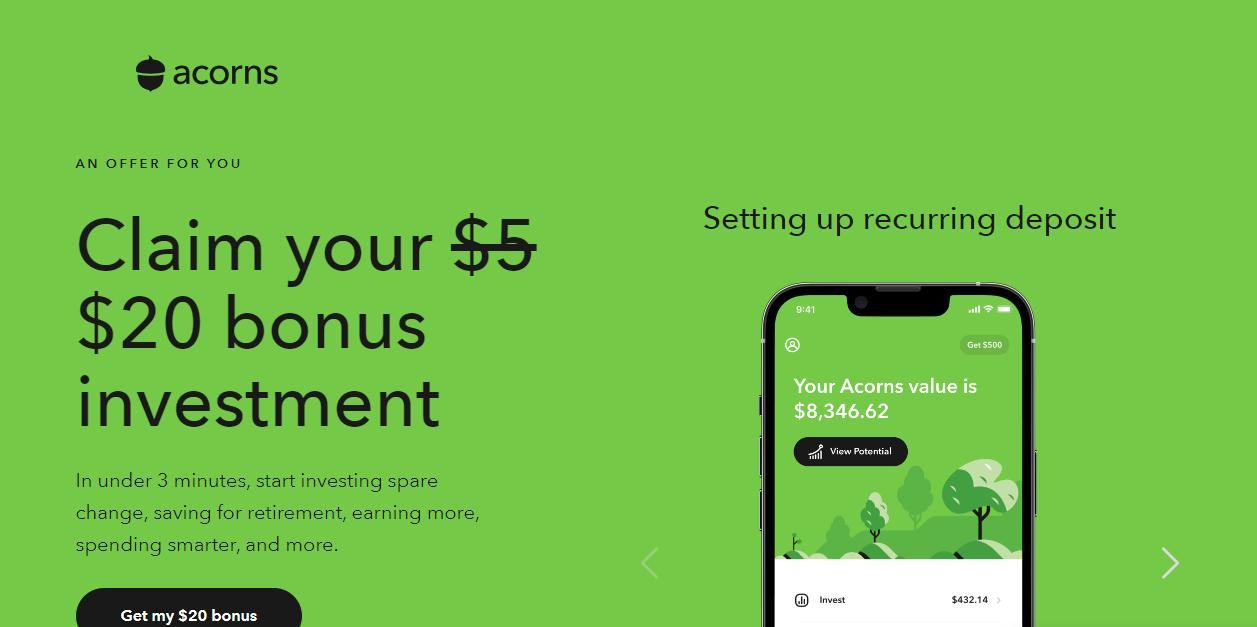 acorns
AN OFFER FOR YOU
Claim your $5
$20 bonus
investment
In under 3 minutes, start investing spare
change, saving for retirement, earning more,
spending smarter, and more.
Get my $20 bonus
Setting up recurring deposit
9:41
Get $500
Your Acorns value is
$8,346.62
View Potential
Invest $432.14